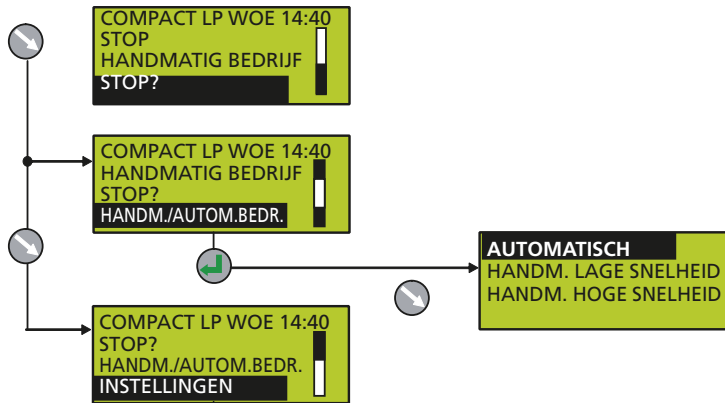 COMPACT LP WOE 14:40
STOP
HANDMATIG BEDRIJF
STOP?
COMPACT LP WOE 14:40
HANDMATIG BEDRIJF
STOP?
HANDM./AUTOM.BEDR.
AUTOMATISCH
HANDM. LAGE SNELHEID
HANDM. HOGE SNELHEID
COMPACT LP WOE 14:40
STOP?
HANDM./AUTOM.BEDR.
INSTELLINGEN